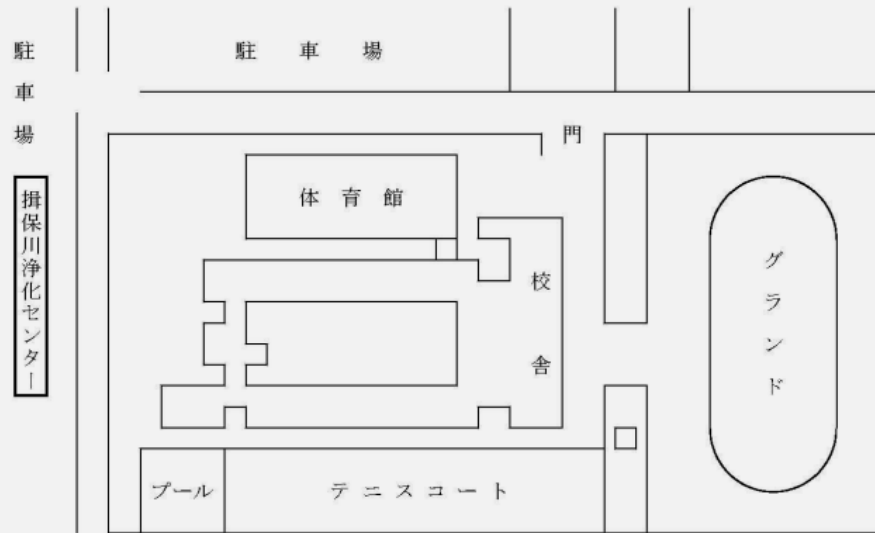 駐車場
駐車場
門
揖保川浄化センター
体育館
校舎
グランド
プール
テニスコート